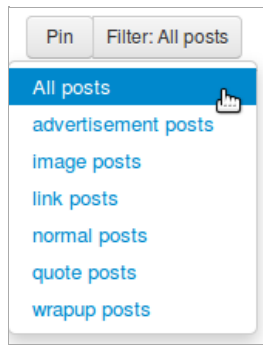 Pin Filter: All posts
All posts
advertisement posts
image posts
link posts
normal posts
quote posts
wrapup posts